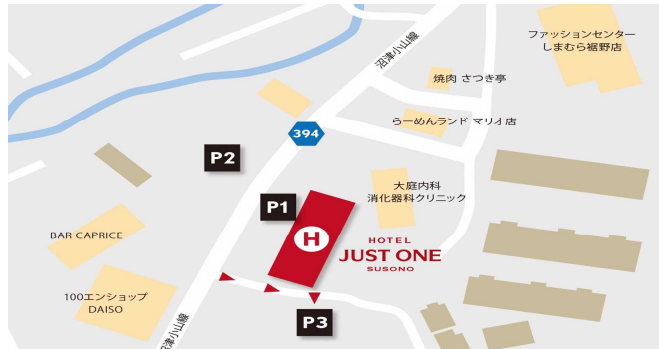 ファッションセンター
しまむら裾野店
沼津小山線
焼肉 さつき亭
らーめんランド マリオ店
394
P2
大庭内科
消化器科クリニック
P1
BAR CAPRICE
H
HOTEL
JUST ONE
SUSONO
100エンショップ
DAISO
P3
沼津小山線